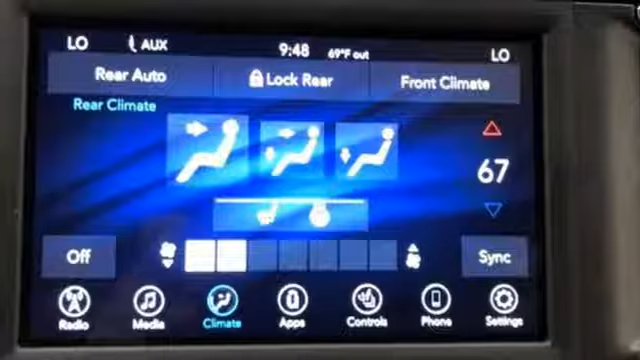 LO AUX 9:48 69°F out LO
Rear Auto Lock Rear Front Climate
Rear Climate
67
Off Sync
Radio Media Climate Apps Controls Phone Settings